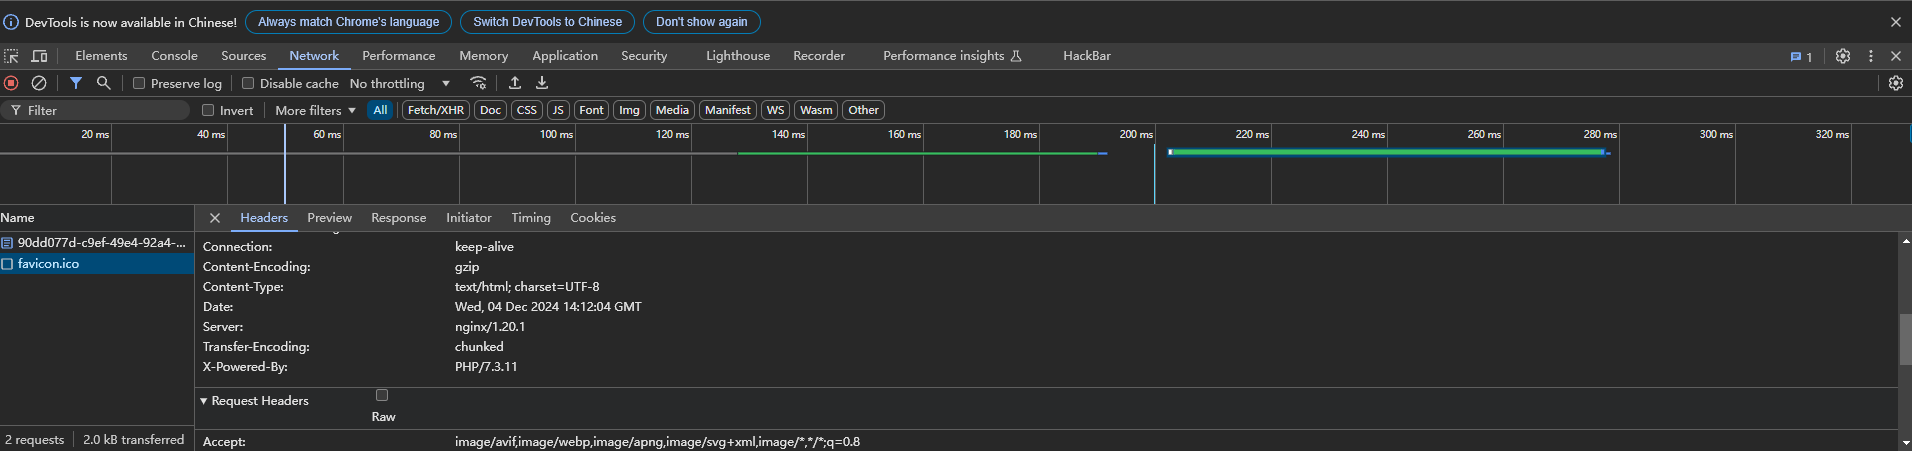 DevTools is now available in Chinese! Always match Chrome's language Switch DevTools to Chinese Don't show again
Elements Console Sources Network Performance Memory Application Security Lighthouse Recorder Performance insights HackBar 1
Preserve log Disable cache No throttling
Filter Invert More filters All Fetch/XHR Doc CSS JS Font Img Media Manifest WS Wasm Other
20 ms 40 ms 60 ms 80 ms 100 ms 120 ms 140 ms 160 ms 180 ms 200 ms 220 ms 240 ms 260 ms 280 ms 300 ms 320 ms
Name Headers Preview Response Initiator Timing Cookies
90dd077d-c9ef-49e4-92a4-...
favicon.ico
Connection: keep-alive
Content-Encoding: gzip
Content-Type: text/html; charset=UTF-8
Date: Wed, 04 Dec 2024 14:12:04 GMT
Server: nginx/1.20.1
Transfer-Encoding: chunked
X-Powered-By: PHP/7.3.11
Request Headers
Raw
2 requests 2.0 kB transferred
Accept: image/avif,image/webp,image/apng,image/svg+xml,image/*,*/*;q=0.8